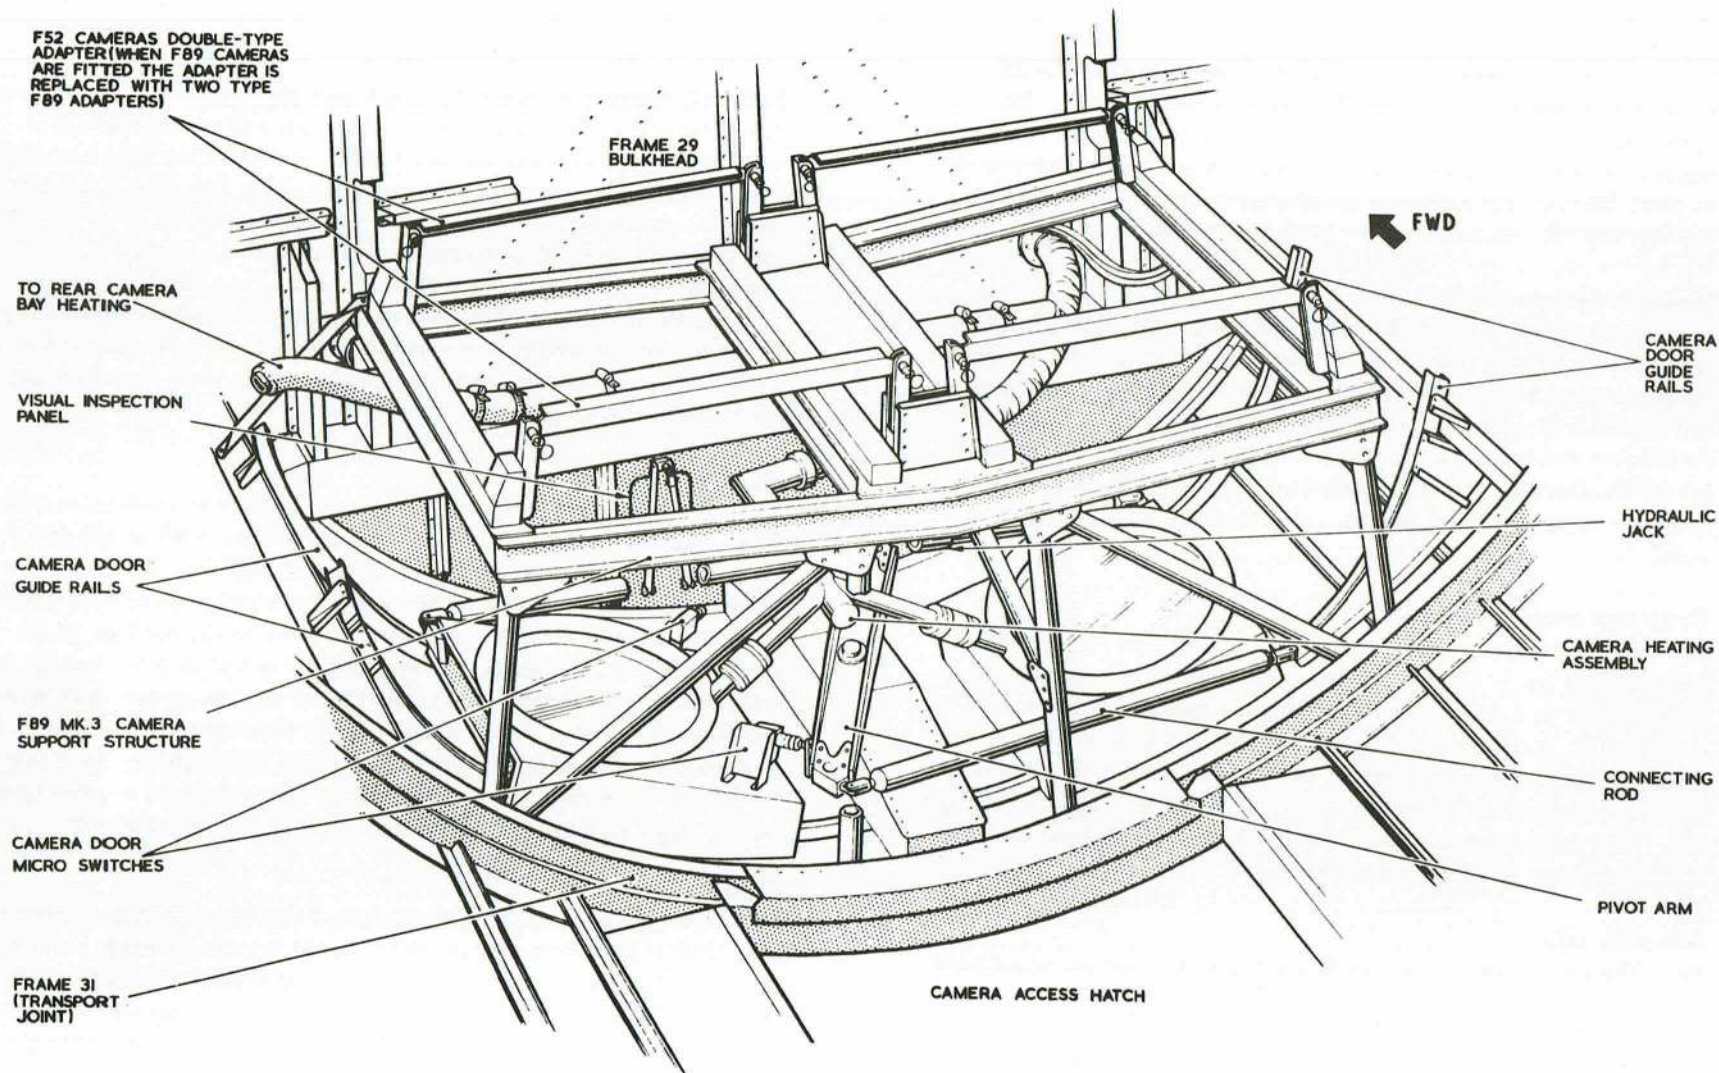 F52 CAMERAS DOUBLE-TYPE
ADAPTER(WHEN F89 CAMERAS
ARE FITTED THE ADAPTER IS
REPLACED WITH TWO TYPE
F89 ADAPTERS)
FRAME 29
BULKHEAD
FWD
TO REAR CAMERA
BAY HEATING
VISUAL INSPECTION
PANEL
CAMERA DOOR
GUIDE RAILS
F89 MK.3 CAMERA
SUPPORT STRUCTURE
CAMERA DOOR
MICRO SWITCHES
FRAME 31
(TRANSPORT
JOINT)
CAMERA
DOOR
GUIDE
RAILS
HYDRAULIC
JACK
CAMERA HEATING
ASSEMBLY
CONNECTING
ROD
PIVOT ARM
CAMERA ACCESS HATCH